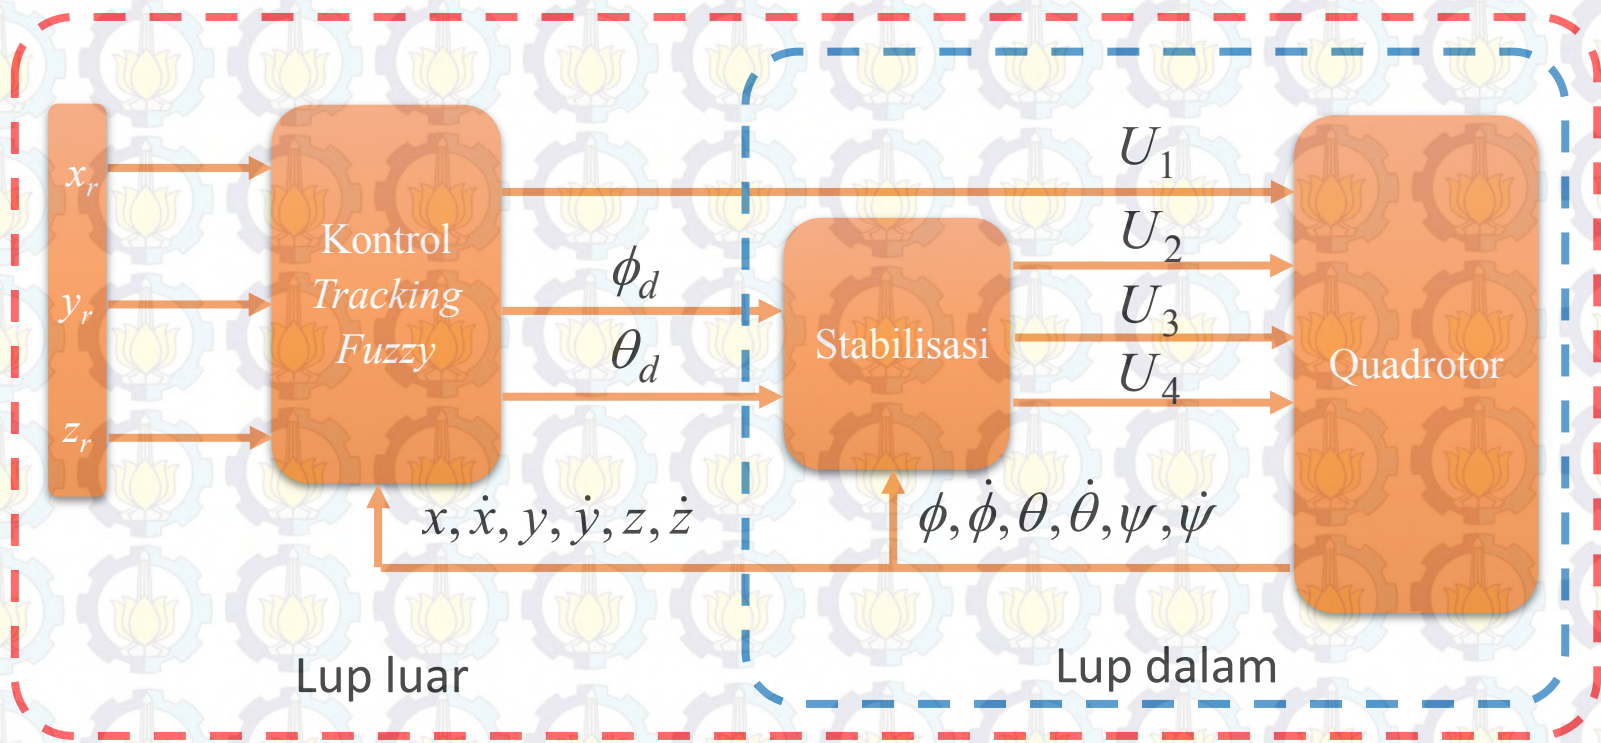 x_r
y_r
z_r
Kontrol
Tracking
Fuzzy
ϕ_d
θ_d
Stabilisasi
U_1
U_2
U_3
U_4
Quadrotor
x, ẋ, y, ẏ, z, ż
ϕ, ϕ̇, θ, θ̇, ψ, ψ̇
Lup luar
Lup dalam